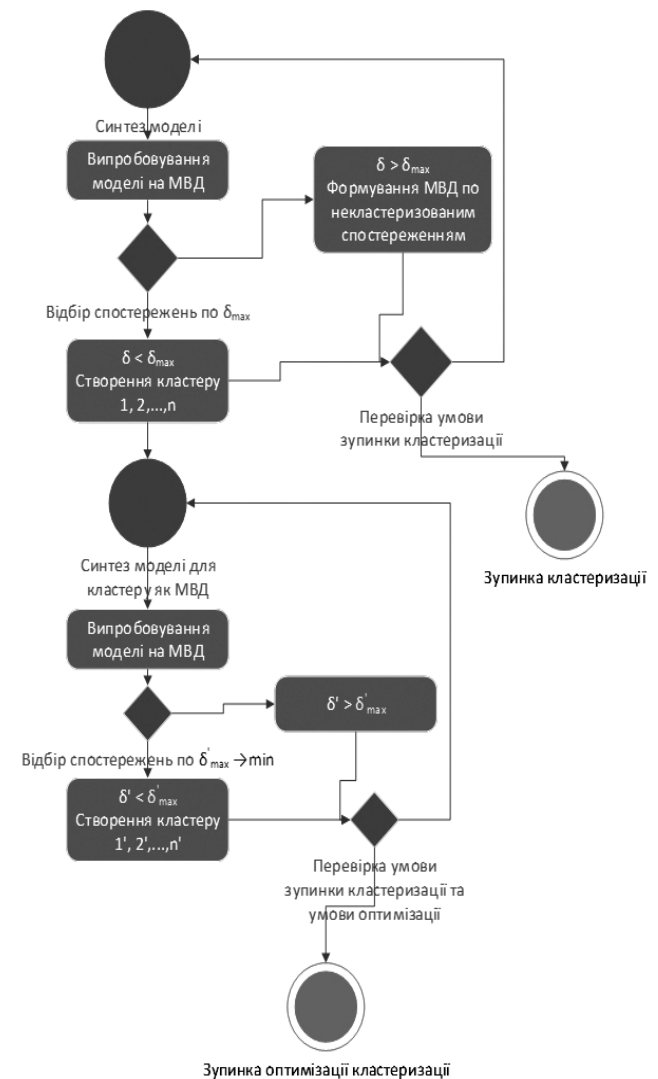 Синтез моделі
Випробовування
моделі на МВД
δ > δmax
Формування МВД по
некластеризованим
спостереженням
Відбір спостережень по δmax
δ < δmax
Створення кластеру
1, 2,...,n
Перевірка умови
зупинки кластеризації
Зупинка кластеризації
Синтез моделі для
кластеру як МВД
Випробовування
моделі на МВД
δ' > δ'max
Відбір спостережень по δ'max →min
δ' < δ'max
Створення кластеру
1', 2',...,n'
Перевірка умови
зупинки кластеризації та
умови оптимізації
Зупинка оптимізації кластеризації